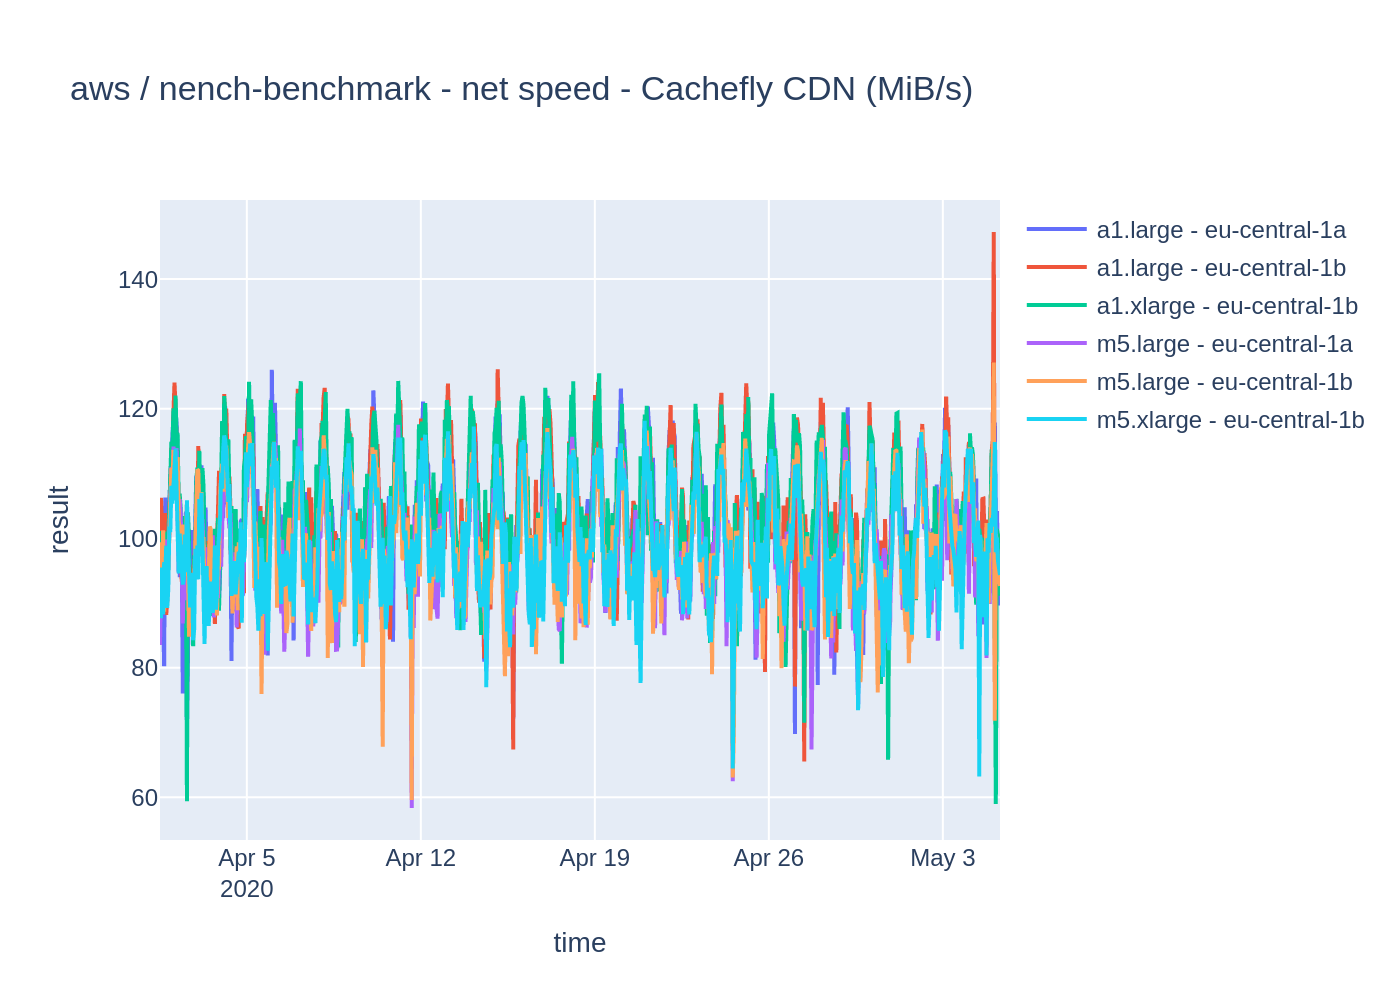 aws / nench-benchmark - net speed - Cachefly CDN (MiB/s)
a1.large - eu-central-1a
a1.large - eu-central-1b
a1.xlarge - eu-central-1b
m5.large - eu-central-1a
m5.large - eu-central-1b
m5.xlarge - eu-central-1b
result
140
120
100
80
60
Apr 5 Apr 12 Apr 19 Apr 26 May 3
2020
time